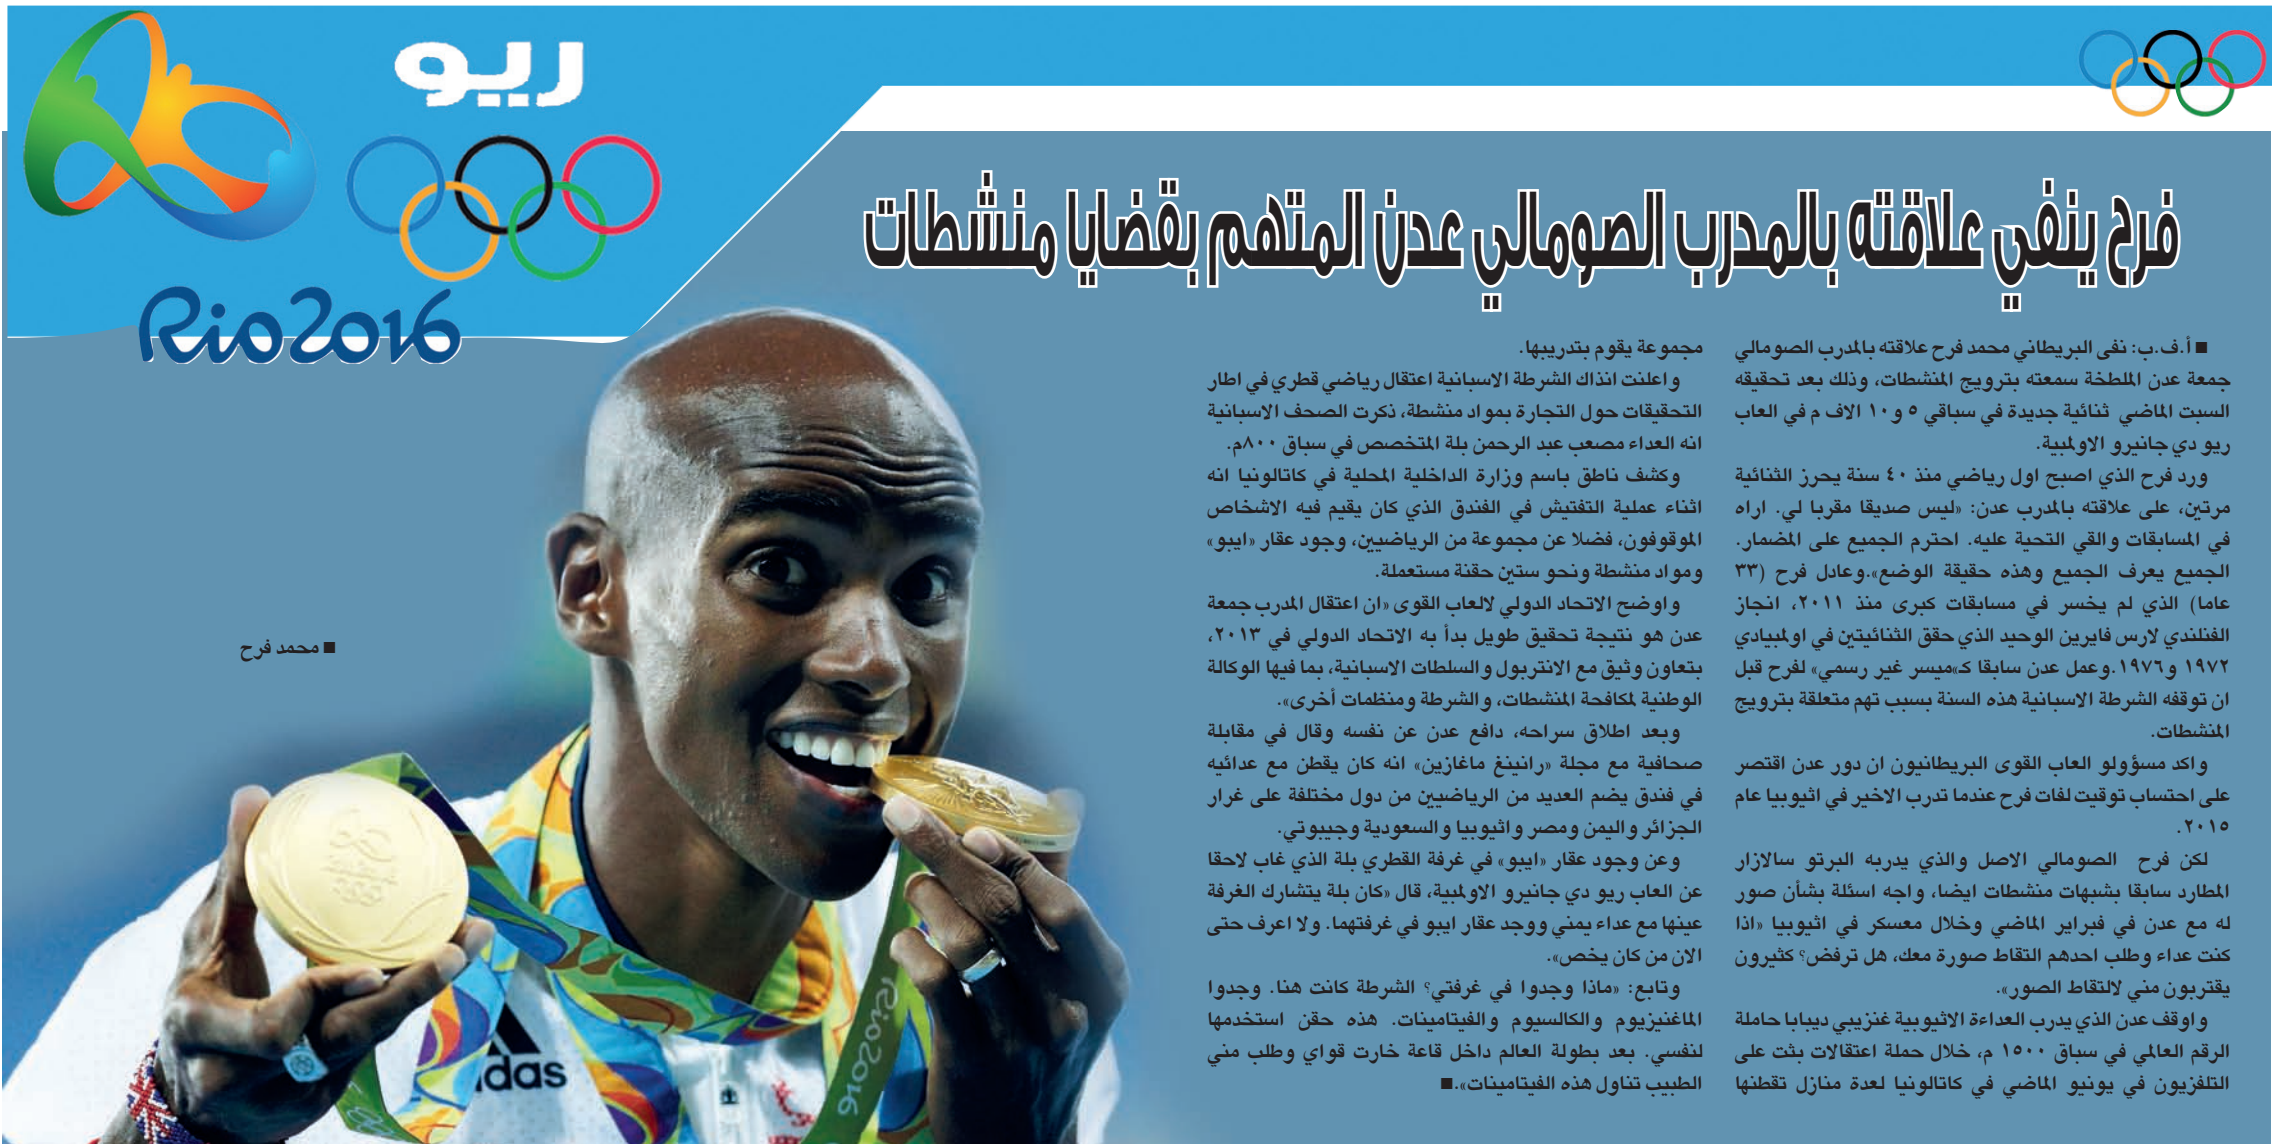 ريو
Rio2016
فرح ينفي علاقته بالمدرب الصومالي عدن المتهم بقضايا منشطات
■ أ.ف.ب: نفى البريطاني محمد فرح علاقته بالمدرب الصومالي
جمعة عدن الملطخة سمعته بترويج المنشطات، وذلك بعد تحقيقه
السبت الماضي ثنائية جديدة في سباقي ٥ و١٠ الاف م في العاب
ريو دي جانيرو الاولمبية.
ورد فرح الذي اصبح اول رياضي منذ ٤٠ سنة يحرز الثنائية
مرتين، على علاقته بالمدرب عدن: «ليس صديقا مقربا لي. اراه
في المسابقات والقي التحية عليه. احترم الجميع على المضمار.
الجميع يعرف الجميع وهذه حقيقة الوضع».وعادل فرح (٣٣
عاما) الذي لم يخسر في مسابقات كبرى منذ ٢٠١١، انجاز
الفنلندي لارس فايرين الوحيد الذي حقق الثنائيتين في اولمبيادي
١٩٧٢ و١٩٧٦.وعمل عدن سابقا كـ»ميسر غير رسمي» لفرح قبل
ان توقفه الشرطة الاسبانية هذه السنة بسبب تهم متعلقة بترويج
المنشطات.
واكد مسؤولو العاب القوى البريطانيون ان دور عدن اقتصر
على احتساب توقيت لفات فرح عندما تدرب الاخير في اثيوبيا عام
٢٠١٥.
لكن فرح الصومالي الاصل والذي يدربه البرتو سالازار
المطارد سابقا بشبهات منشطات ايضا، واجه اسئلة بشأن صور
له مع عدن في فبراير الماضي وخلال معسكر في اثيوبيا «اذا
كنت عداء وطلب احدهم التقاط صورة معك، هل ترفض؟ كثيرون
يقتربون مني لالتقاط الصور».
واوقف عدن الذي يدرب العداءة الاثيوبية غنزيبي ديبابا حاملة
الرقم العالمي في سباق ١٥٠٠ م، خلال حملة اعتقالات بثت على
التلفزيون في يونيو الماضي في كاتالونيا لعدة منازل تقطنها
مجموعة يقوم بتدريبها.
واعلنت انذاك الشرطة الاسبانية اعتقال رياضي قطري في اطار
التحقيقات حول التجارة بمواد منشطة، ذكرت الصحف الاسبانية
انه العداء مصعب عبد الرحمن بلة المتخصص في سباق ٨٠٠م.
وكشف ناطق باسم وزارة الداخلية المحلية في كاتالونيا انه
اثناء عملية التفتيش في الفندق الذي كان يقيم فيه الاشخاص
الموقوفون، فضلا عن مجموعة من الرياضيين، وجود عقار «ايبو»
ومواد منشطة ونحو ستين حقنة مستعملة.
واوضح الاتحاد الدولي لالعاب القوى «ان اعتقال المدرب جمعة
عدن هو نتيجة تحقيق طويل بدأ به الاتحاد الدولي في ٢٠١٣،
بتعاون وثيق مع الانتربول والسلطات الاسبانية، بما فيها الوكالة
الوطنية لمكافحة المنشطات، والشرطة ومنظمات أخرى».
وبعد اطلاق سراحه، دافع عدن عن نفسه وقال في مقابلة
صحافية مع مجلة «رانينغ ماغازين» انه كان يقطن مع عدائيه
في فندق يضم العديد من الرياضيين من دول مختلفة على غرار
الجزائر واليمن ومصر واثيوبيا والسعودية وجيبوتي.
وعن وجود عقار «ايبو» في غرفة القطري بلة الذي غاب لاحقا
عن العاب ريو دي جانيرو الاولمبية، قال «كان بلة يتشارك الغرفة
عينها مع عداء يمني ووجد عقار ايبو في غرفتهما. ولا اعرف حتى
الان من كان يخص».
وتابع: «ماذا وجدوا في غرفتي؟ الشرطة كانت هنا. وجدوا
الماغنيزيوم والكالسيوم والفيتامينات. هذه حقن استخدمها
لنفسي. بعد بطولة العالم داخل قاعة خارت قواي وطلب مني
الطبيب تناول هذه الفيتامينات».■
■ محمد فرح
Rio2016
das